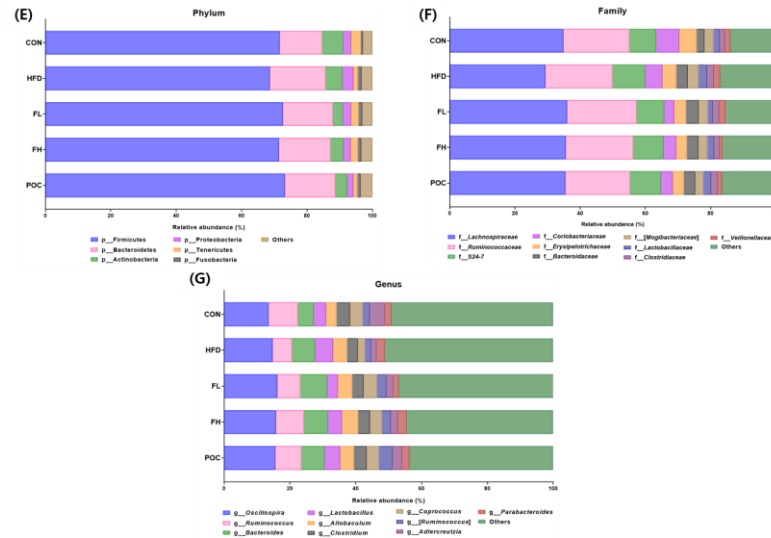 (E)
Phylum
CON
HFD
FL
FH
POC
0 20 40 60 80 100
Relative abundance (%)
p__Firmicutes p__Proteobacteria Others
p__Bacteroidetes p__Tenericutes
p__Actinobacteria p__Fusobacteria
(F)
Family
CON
HFD
FL
FH
POC
0 20 40 60 80
Relative abundance (%)
f__Lachnospiraceae f__Coriobacteriaceae f__[Mogibacteriaceae] f__Veillonellaceae
f__Ruminococcaceae f__Erysipelotrichaceae f__Lactobacillaceae Others
f__S24-7 f__Bacteroidaceae f__Clostridiaceae
(G)
Genus
CON
HFD
FL
FH
POC
0 20 40 60 80 100
Relative abundance (%)
g__Oscillospira g__Lactobacillus g__Coprococcus g__Parabacteroides
g__Ruminococcus g__Allobaculum g__[Ruminococcus] Others
g__Bacteroides g__Clostridium g__Adlercreutzia